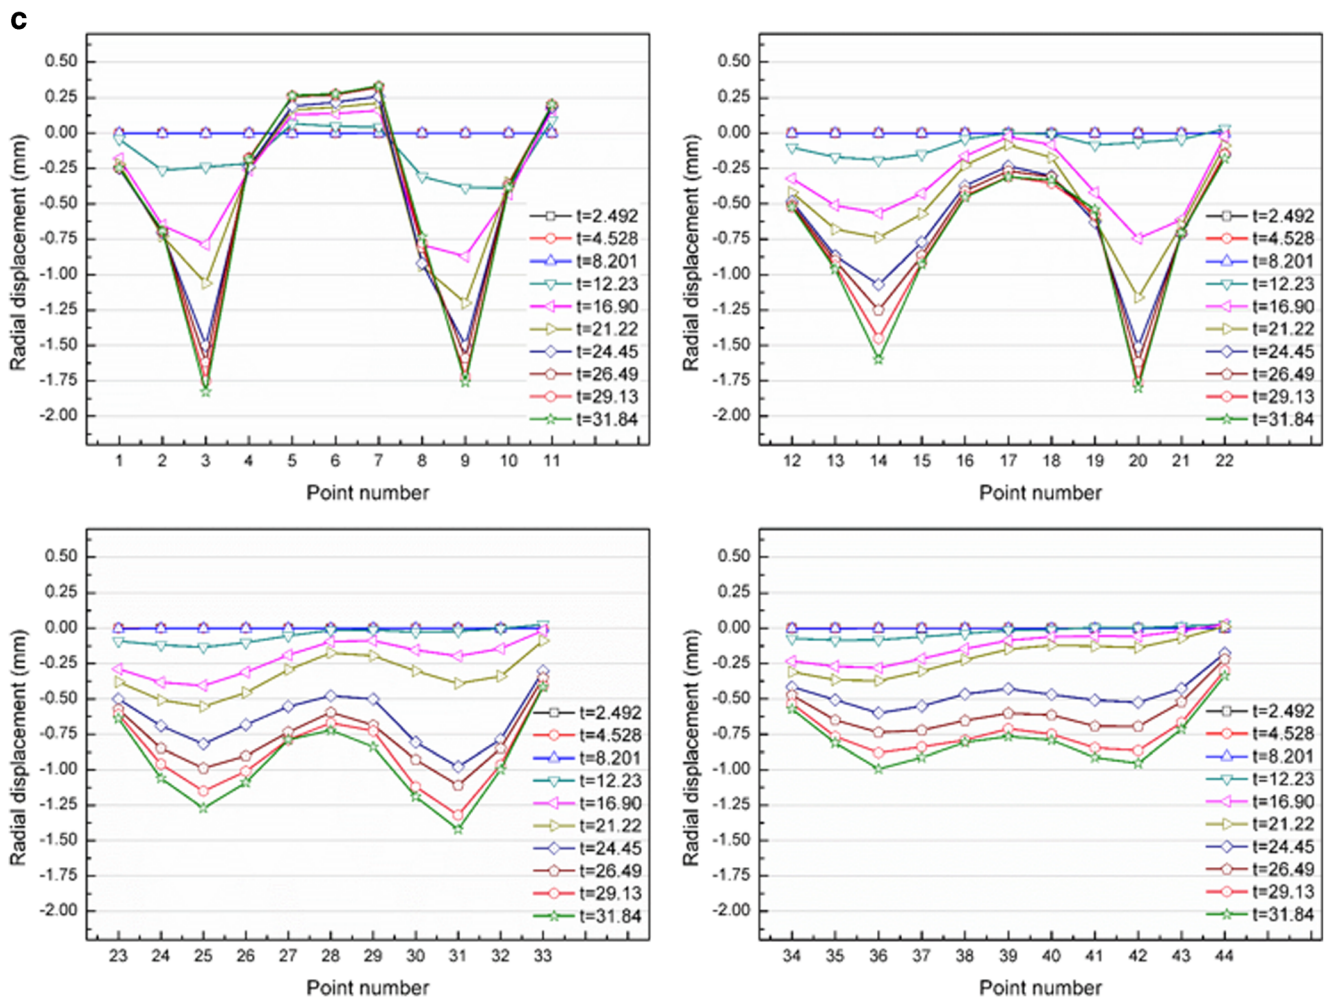 c
0.50
0.25
0.00
-0.25
-0.50
-0.75
-1.00
-1.25
-1.50
-1.75
-2.00
Radial displacement (mm)
1 2 3 4 5 6 7 8 9 10 11
Point number
t=2.492
t=4.528
t=8.201
t=12.23
t=16.90
t=21.22
t=24.45
t=26.49
t=29.13
t=31.84
0.50
0.25
0.00
-0.25
-0.50
-0.75
-1.00
-1.25
-1.50
-1.75
-2.00
Radial displacement (mm)
12 13 14 15 16 17 18 19 20 21 22
Point number
t=2.492
t=4.528
t=8.201
t=12.23
t=16.90
t=21.22
t=24.45
t=26.49
t=29.13
t=31.84
0.50
0.25
0.00
-0.25
-0.50
-0.75
-1.00
-1.25
-1.50
-1.75
-2.00
Radial displacement (mm)
23 24 25 26 27 28 29 30 31 32 33
Point number
t=2.492
t=4.528
t=8.201
t=12.23
t=16.90
t=21.22
t=24.45
t=26.49
t=29.13
t=31.84
0.50
0.25
0.00
-0.25
-0.50
-0.75
-1.00
-1.25
-1.50
-1.75
-2.00
Radial displacement (mm)
34 35 36 37 38 39 40 41 42 43 44
Point number
t=2.492
t=4.528
t=8.201
t=12.23
t=16.90
t=21.22
t=24.45
t=26.49
t=29.13
t=31.84